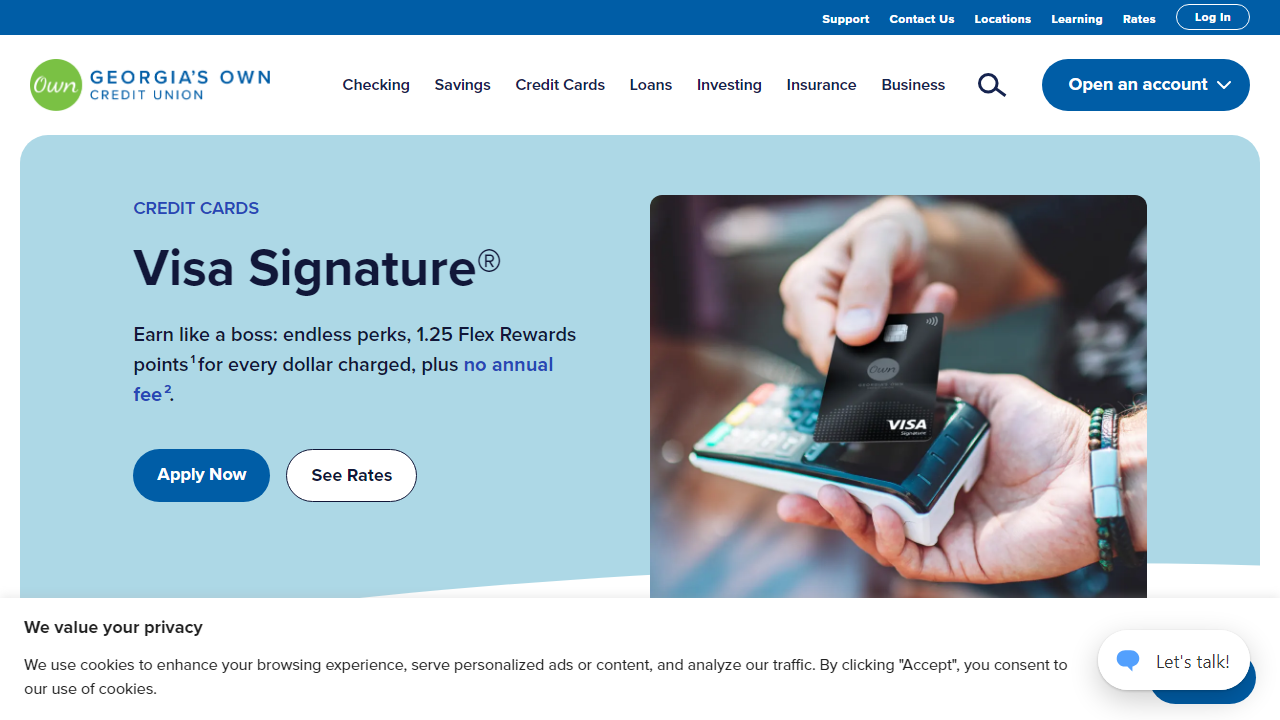 Support Contact Us Locations Learning Rates Log In
Own GEORGIA'S OWN
CREDIT UNION
Checking Savings Credit Cards Loans Investing Insurance Business
Open an account
CREDIT CARDS
Visa Signature®
Earn like a boss: endless perks, 1.25 Flex Rewards
points¹ for every dollar charged, plus no annual
fee².
Apply Now See Rates
Own
GEORGIA'S OWN
VISA
Signature
We value your privacy
We use cookies to enhance your browsing experience, serve personalized ads or content, and analyze our traffic. By clicking "Accept", you consent to
our use of cookies.
Let's talk!